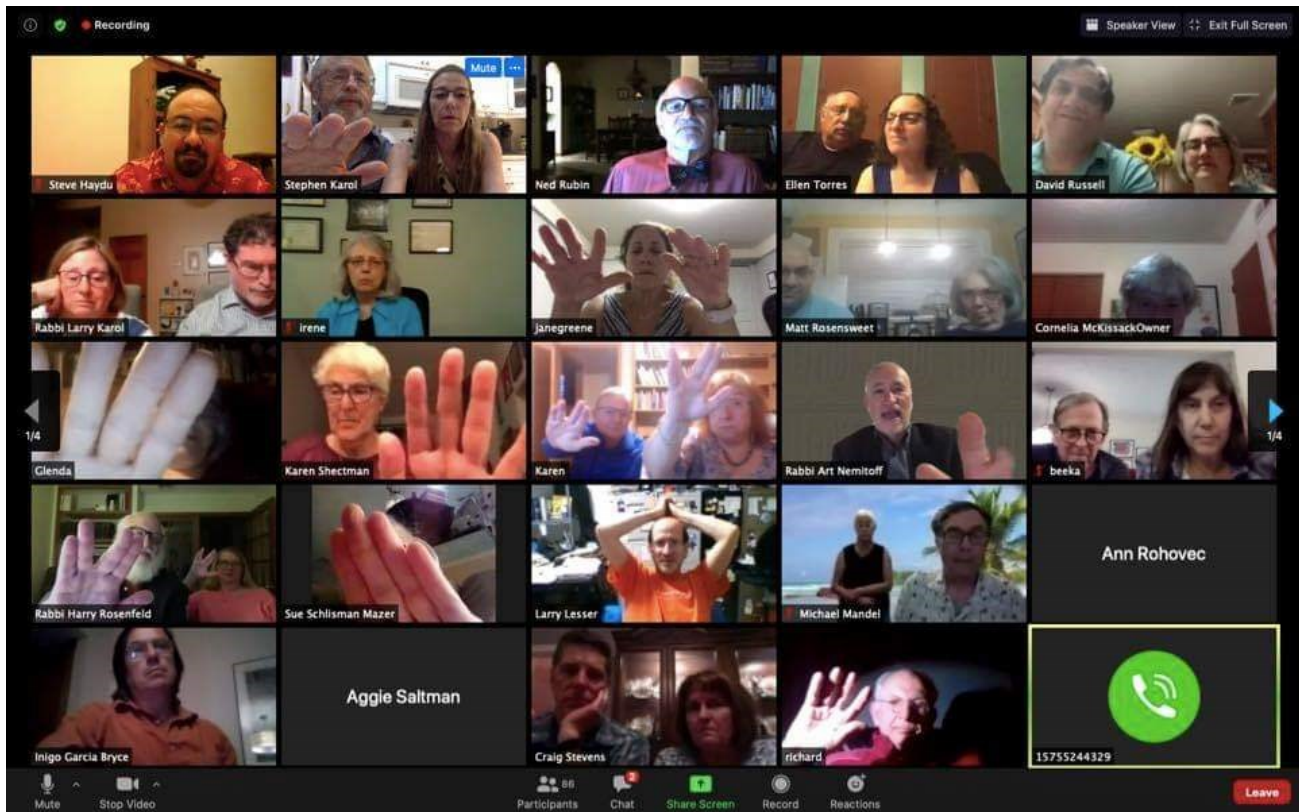 Recording
Speaker View Exit Full Screen
Steve Haydu
Mute
Stephen Karol
Ned Rubin
Ellen Torres
David Russell
Rabbi Larry Karol
irene
janegreene
Matt Rosensweet
Cornelia McKissackOwner
1/4
Glenda
Karen Shectman
Karen
Rabbi Art Nemitoff
beeka
1/4
Rabbi Harry Rosenfeld
Sue Schlisman Mazer
Larry Lesser
Michael Mandel
Ann Rohovec
Inigo Garcia Bryce
Aggie Saltman
Craig Stevens
richard
15755244329
Mute
Stop Video
86
Participants
2
Chat
Share Screen
Record
Reactions
Leave